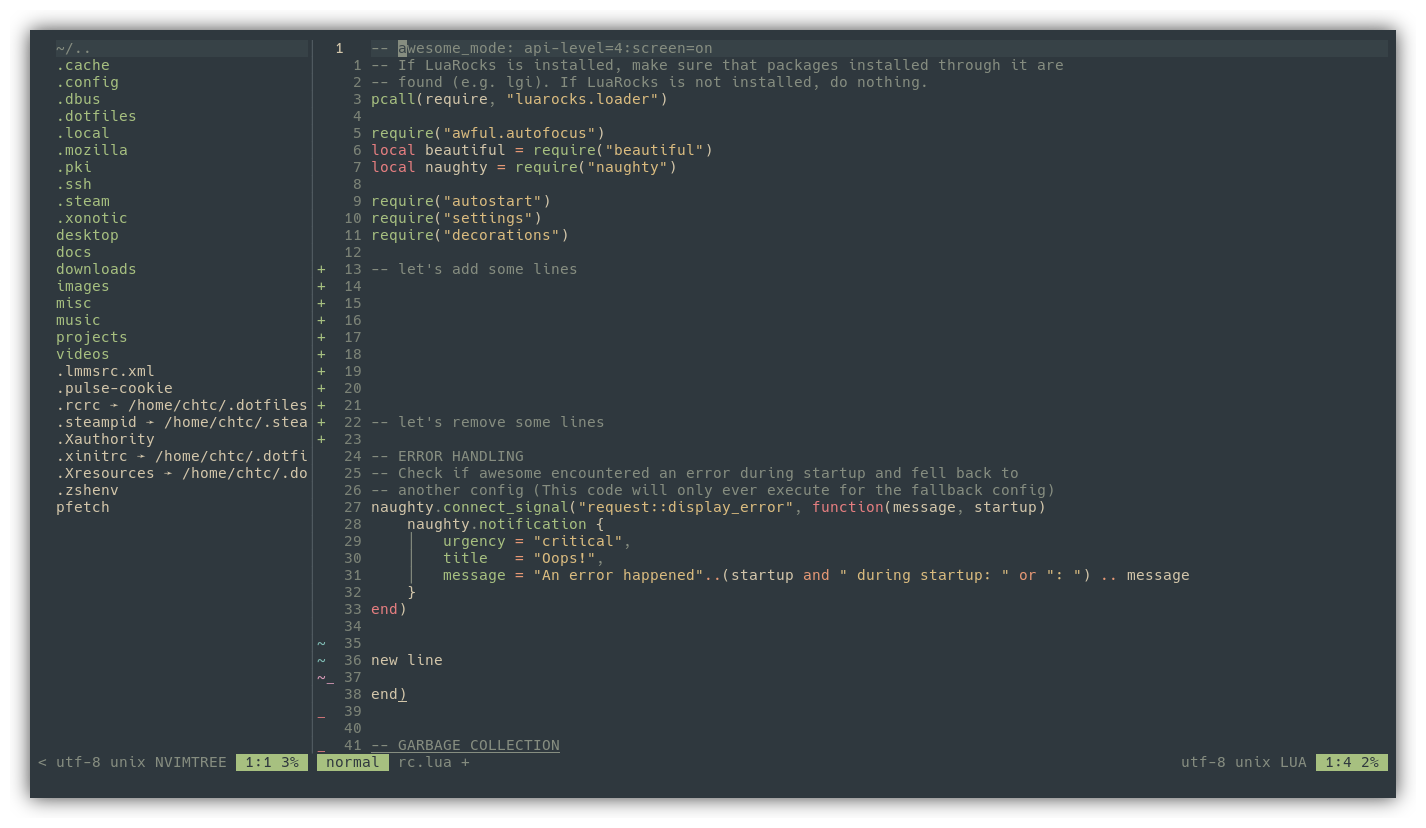 ~/..
.cache
.config
.dbus
.dotfiles
.local
.mozilla
.pki
.ssh
.steam
.xonotic
desktop
docs
downloads
images
misc
music
projects
videos
.lmmsrc.xml
.pulse-cookie
.rcrc ➛ /home/chtc/.dotfiles
.steampid ➛ /home/chtc/.stea
.Xauthority
.xinitrc ➛ /home/chtc/.dotfi
.Xresources ➛ /home/chtc/.do
.zshenv
pfetch
1 -- awesome_mode: api-level=4:screen=on
1 -- If LuaRocks is installed, make sure that packages installed through it are
2 -- found (e.g. lgi). If LuaRocks is not installed, do nothing.
3 pcall(require, "luarocks.loader")
4
5 require("awful.autofocus")
6 local beautiful = require("beautiful")
7 local naughty = require("naughty")
8
9 require("autostart")
10 require("settings")
11 require("decorations")
12
+ 13 -- let's add some lines
+ 14
+ 15
+ 16
+ 17
+ 18
+ 19
+ 20
+ 21
+ 22 -- let's remove some lines
+ 23
24 -- ERROR HANDLING
25 -- Check if awesome encountered an error during startup and fell back to
26 -- another config (This code will only ever execute for the fallback config)
27 naughty.connect_signal("request::display_error", function(message, startup)
28     naughty.notification {
29     │   urgency = "critical",
30     │   title   = "Oops!",
31     │   message = "An error happened"..(startup and " during startup: " or ": ") .. message
32     }
33 end)
34
~ 35
~ 36 new line
~_ 37
38 end)
_ 39
40
_ 41 -- GARBAGE COLLECTION
< utf-8 unix NVIMTREE 1:1 3% normal rc.lua + utf-8 unix LUA 1:4 2%